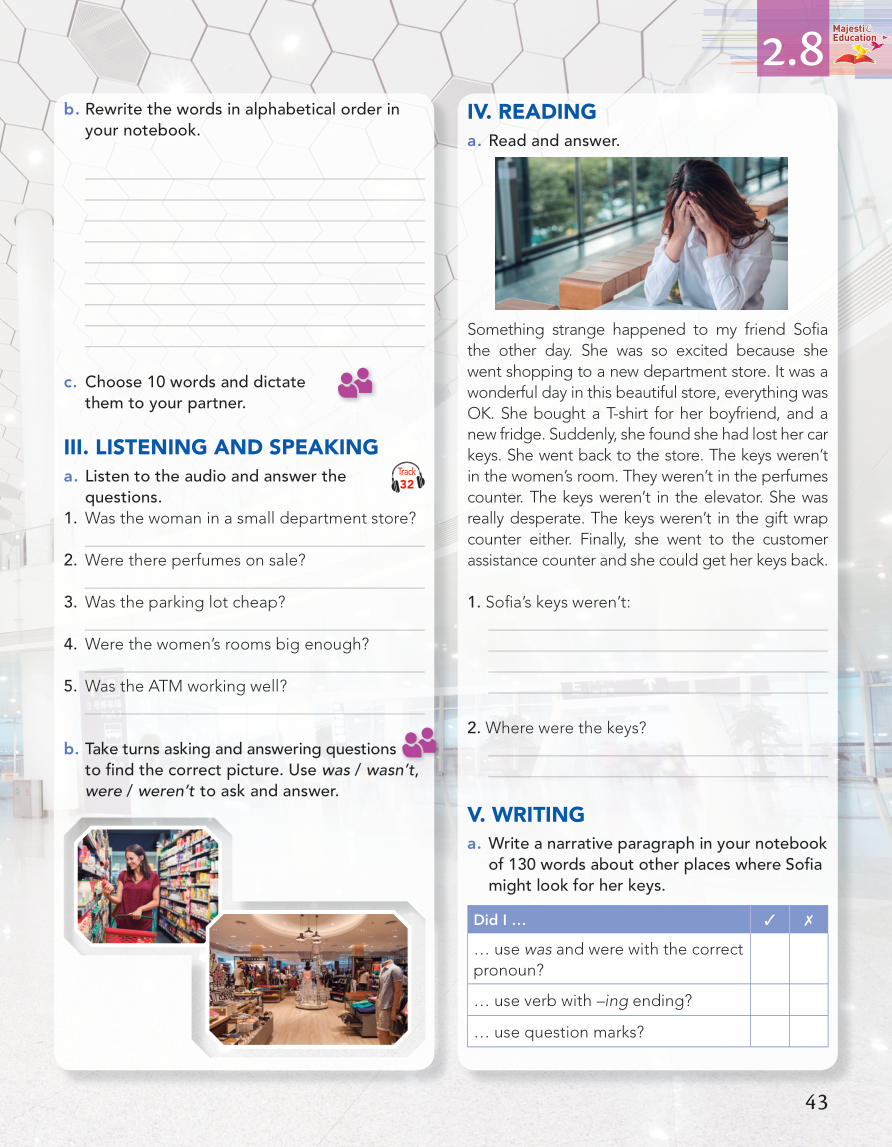 2.8
Majestic
Education
b. Rewrite the words in alphabetical order in
your notebook.
c. Choose 10 words and dictate
them to your partner.
III. LISTENING AND SPEAKING
a. Listen to the audio and answer the
questions.
Track
32
1. Was the woman in a small department store?
2. Were there perfumes on sale?
3. Was the parking lot cheap?
4. Were the women's rooms big enough?
5. Was the ATM working well?
b. Take turns asking and answering questions
to find the correct picture. Use was / wasn't,
were / weren't to ask and answer.
IV. READING
a. Read and answer.
Something strange happened to my friend Sofia
the other day. She was so excited because she
went shopping to a new department store. It was a
wonderful day in this beautiful store, everything was
OK. She bought a T-shirt for her boyfriend, and a
new fridge. Suddenly, she found she had lost her car
keys. She went back to the store. The keys weren't
in the women's room. They weren't in the perfumes
counter. The keys weren't in the elevator. She was
really desperate. The keys weren't in the gift wrap
counter either. Finally, she went to the customer
assistance counter and she could get her keys back.
1. Sofia's keys weren't:
2. Where were the keys?
V. WRITING
a. Write a narrative paragraph in your notebook
of 130 words about other places where Sofia
might look for her keys.
Did I ... ✓ ✗
... use was and were with the correct
pronoun?
... use verb with –ing ending?
... use question marks?
43